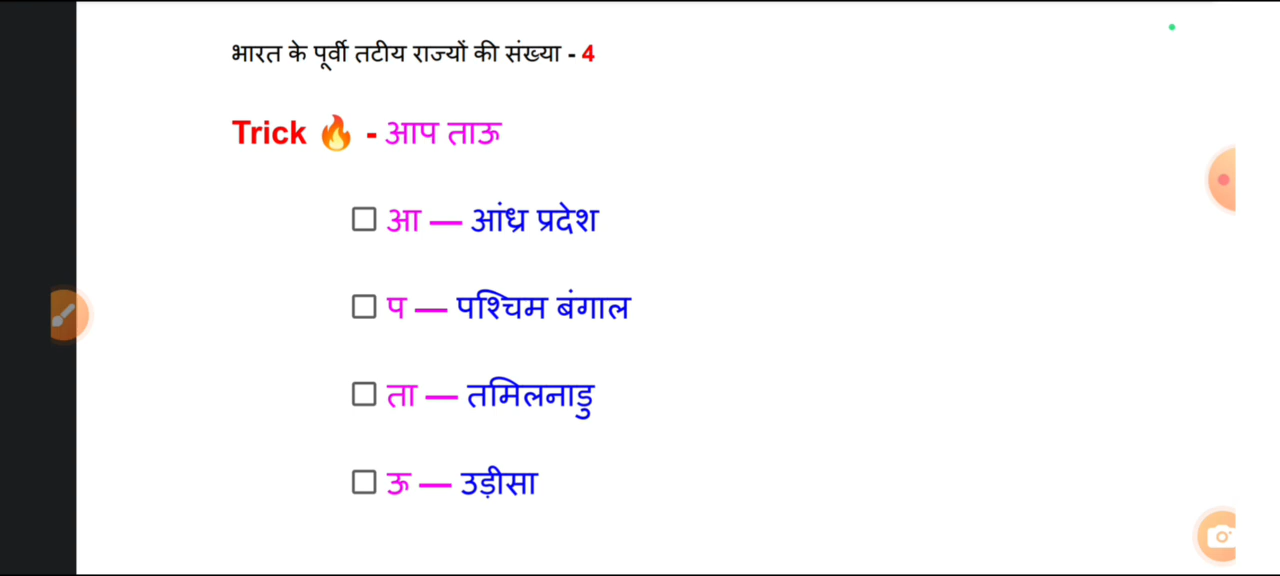 भारत के पूर्वी तटीय राज्यों की संख्या - 4
Trick 🔥 - आप ताऊ
☐ आ — आंध्र प्रदेश
☐ प — पश्चिम बंगाल
☐ ता — तमिलनाडु
☐ ऊ — उड़ीसा